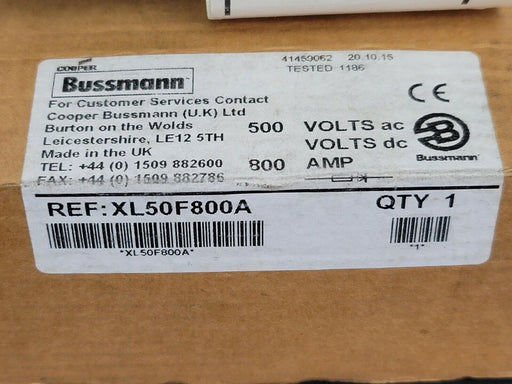 COOPER
Bussmann
41459062 20.10.15
TESTED 1186
CE
For Customer Services Contact
Cooper Bussmann (U.K) Ltd
Burton on the Wolds
Leicestershire, LE12 5TH
Made in the UK
TEL: +44 (0) 1509 882600
FAX: +44 (0) 1509 882786
500 VOLTS ac
VOLTS dc
800 AMP
Bussmann
REF:XL50F800A
QTY 1
*XL50F800A*
*1*